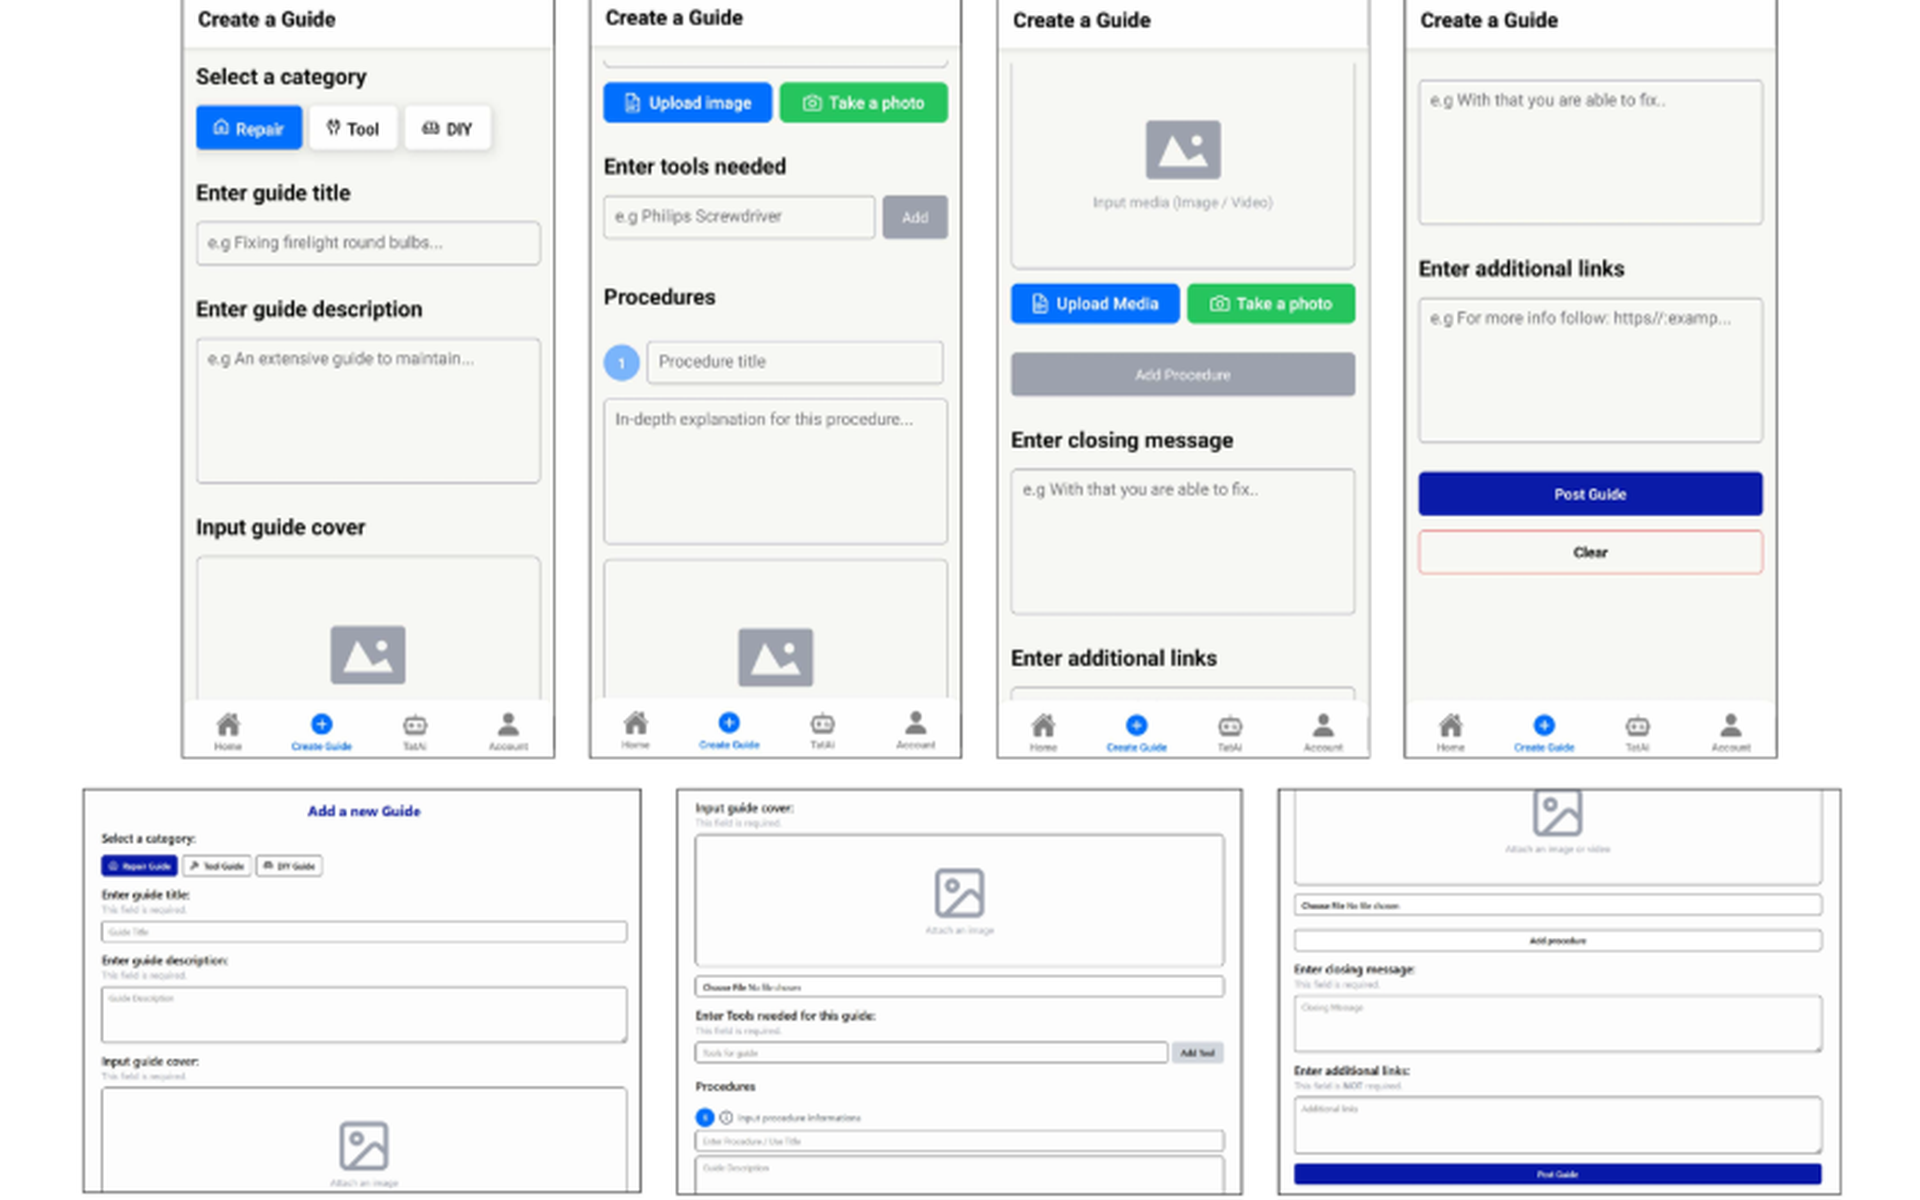 Create a Guide
Select a category
Repair
Tool
DIY
Enter guide title
e.g Fixing firelight round bulbs...
Enter guide description
e.g An extensive guide to maintain...
Input guide cover
Home
Create Guide
TatAi
Account
Create a Guide
Upload image
Take a photo
Enter tools needed
e.g Philips Screwdriver
Add
Procedures
1
Procedure title
In-depth explanation for this procedure...
Home
Create Guide
TatAi
Account
Create a Guide
Input media (Image / Video)
Upload Media
Take a photo
Add Procedure
Enter closing message
e.g With that you are able to fix..
Enter additional links
Home
Create Guide
TatAi
Account
Create a Guide
e.g With that you are able to fix..
Enter additional links
e.g For more info follow: https//:examp...
Post Guide
Clear
Home
Create Guide
TatAi
Account
Add a new Guide
Select a category:
Repair Guide
Tool Guide
DIY Guide
Enter guide title:
This field is required.
Guide Title
Enter guide description:
This field is required.
Guide Description
Input guide cover:
This field is required.
Attach an image
Input guide cover:
This field is required.
Attach an image
Choose File No file chosen
Enter Tools needed for this guide:
This field is required.
Tools for guide
Add Tool
Procedures
Input procedure informations
Enter Procedure / Use Title
Guide Description
Attach an image or video
Choose File No file chosen
Add procedure
Enter closing message:
This field is required.
Closing Message
Enter additional links:
This field is NOT required.
Additional links
Post Guide